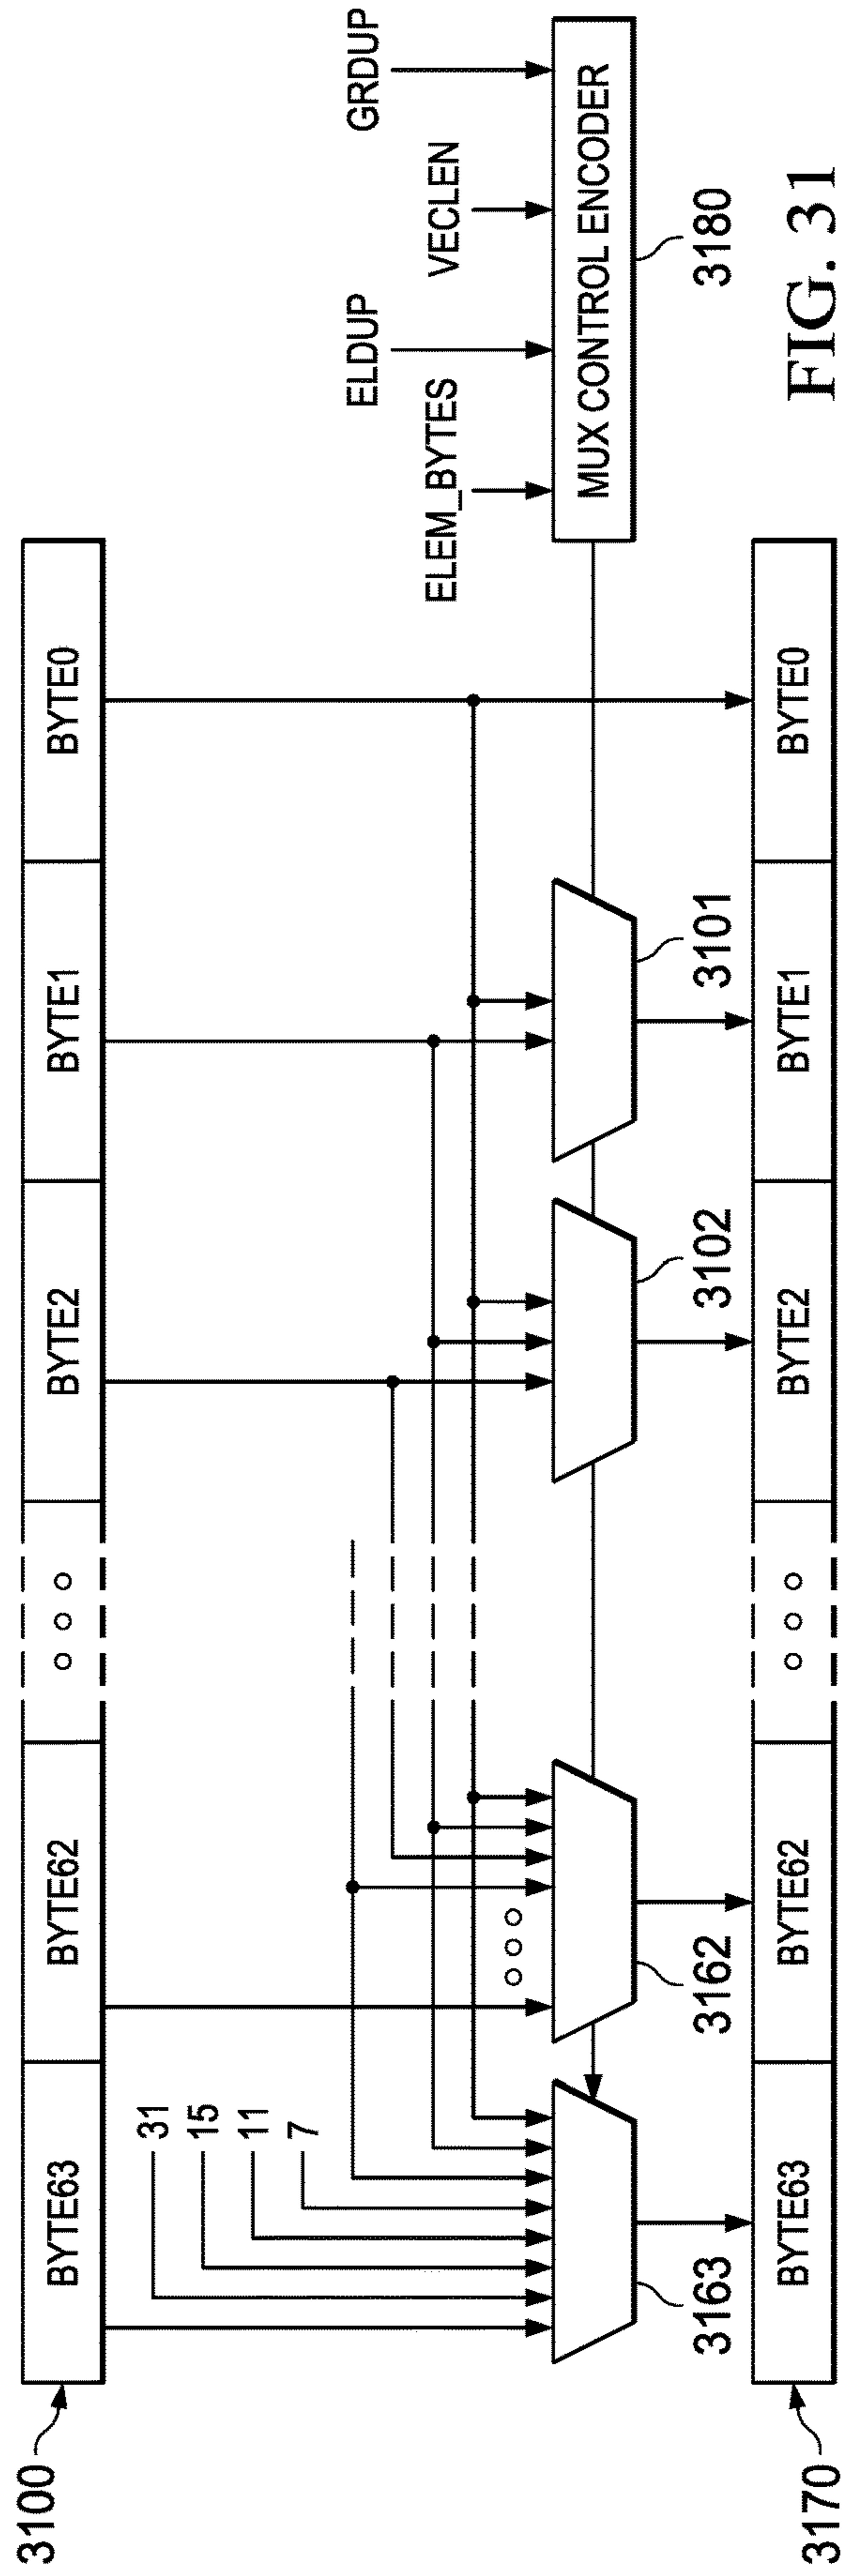 3100
BYTE63
BYTE62
BYTE2
BYTE1
BYTE0
31
15
11
7
GRDUP
VECLEN
ELDUP
ELEM_BYTES
MUX CONTROL ENCODER
3180
3163
3162
3102
3101
3170
BYTE63
BYTE62
BYTE2
BYTE1
BYTE0
FIG. 31